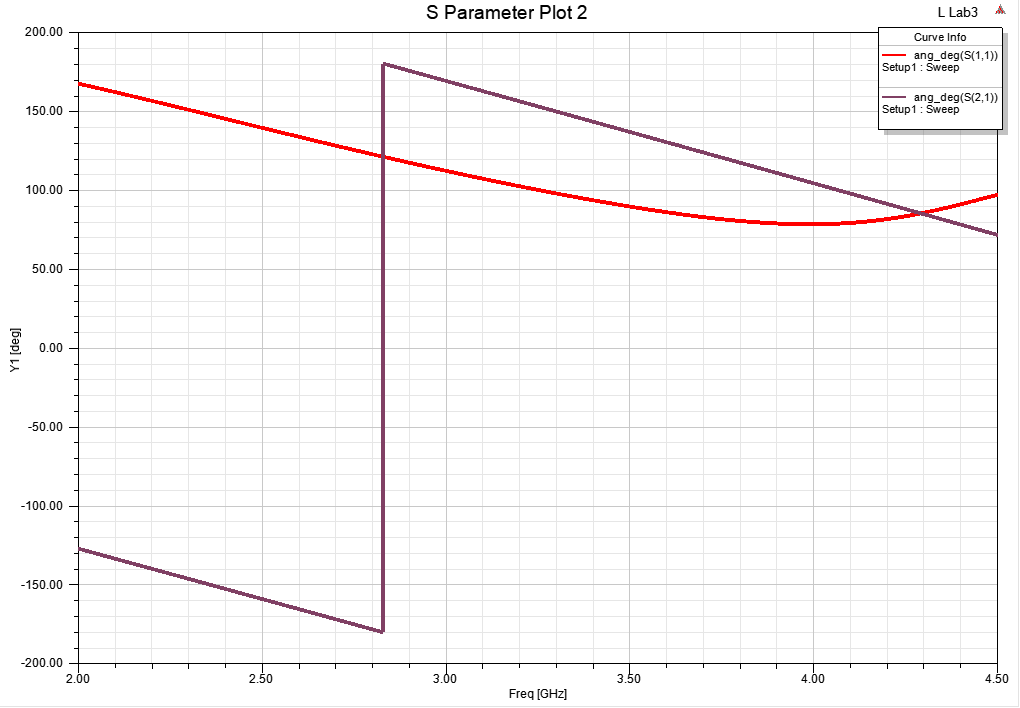 S Parameter Plot 2
L Lab3
Curve Info
ang_deg(S(1,1))
Setup1 : Sweep
ang_deg(S(2,1))
Setup1 : Sweep
200.00
150.00
100.00
50.00
0.00
-50.00
-100.00
-150.00
-200.00
Y1 [deg]
2.00 2.50 3.00 3.50 4.00 4.50
Freq [GHz]